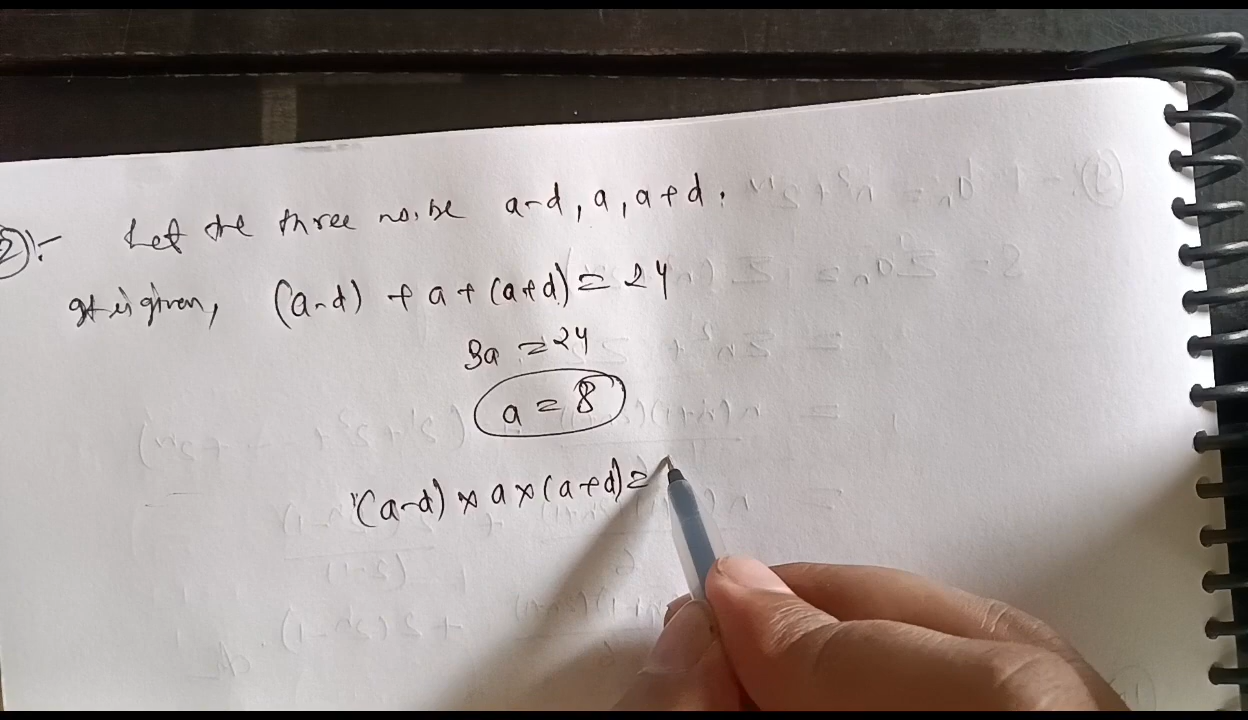 2):- Let the three no. be a-d, a, a+d.
It is given, (a-d) + a + (a+d) = 24
3a = 24
a = 8
(a-d) × a × (a+d) =